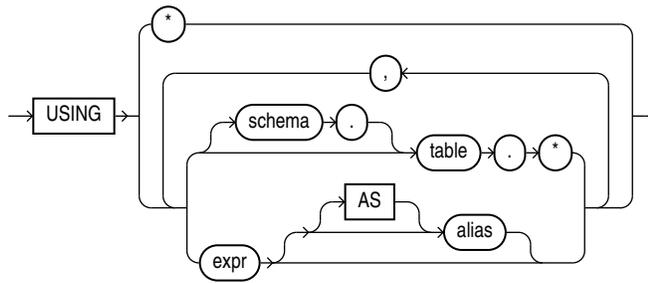 *
,
USING
schema .
table . *
AS
alias
expr